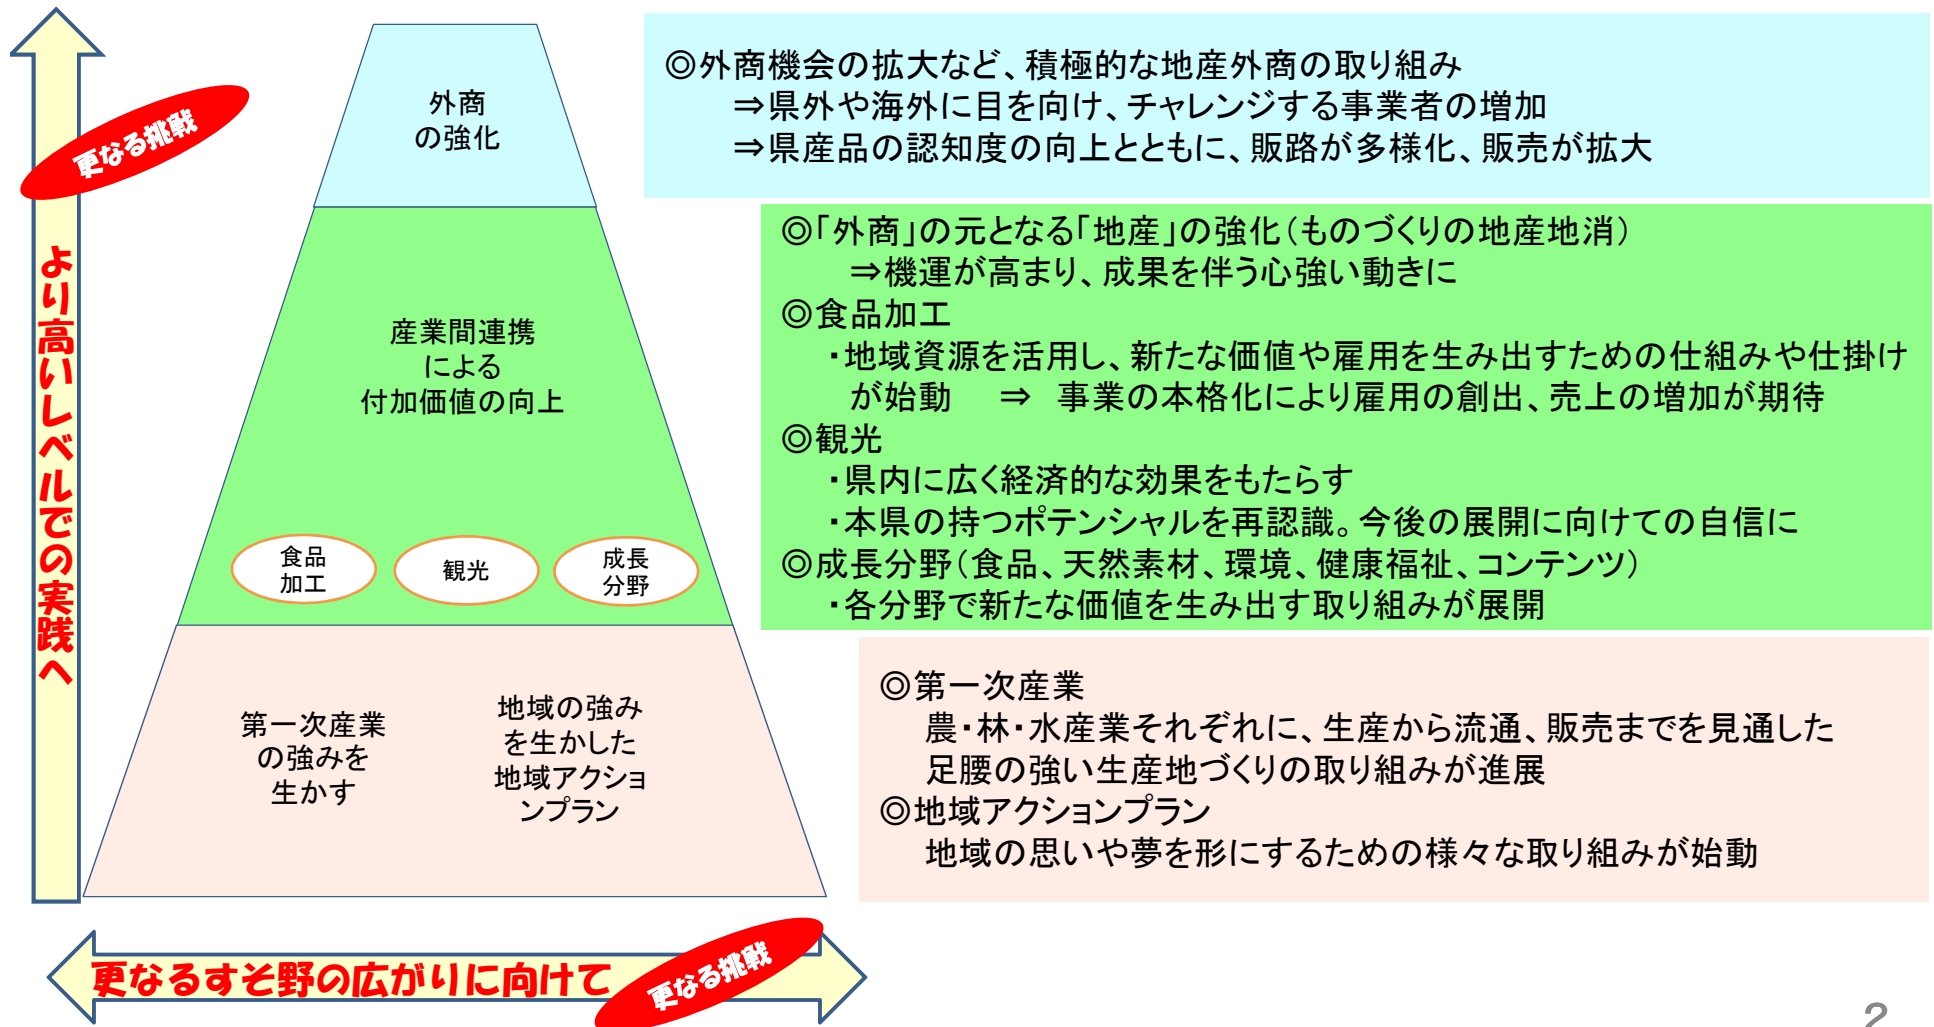 更なる挑戦
より高いレベルでの実践へ
外商
の強化
産業間連携
による
付加価値の向上
食品
加工
観光
成長
分野
第一次産業
の強みを
生かす
地域の強み
を生かした
地域アクショ
ンプラン
◎外商機会の拡大など、積極的な地産外商の取り組み
⇒県外や海外に目を向け、チャレンジする事業者の増加
⇒県産品の認知度の向上とともに、販路が多様化、販売が拡大
◎「外商」の元となる「地産」の強化(ものづくりの地産地消)
⇒機運が高まり、成果を伴う心強い動きに
◎食品加工
・地域資源を活用し、新たな価値や雇用を生み出すための仕組みや仕掛け
が始動 ⇒ 事業の本格化により雇用の創出、売上の増加が期待
◎観光
・県内に広く経済的な効果をもたらす
・本県の持つポテンシャルを再認識。今後の展開に向けての自信に
◎成長分野(食品、天然素材、環境、健康福祉、コンテンツ)
・各分野で新たな価値を生み出す取り組みが展開
◎第一次産業
農・林・水産業それぞれに、生産から流通、販売までを見通した
足腰の強い生産地づくりの取り組みが進展
◎地域アクションプラン
地域の思いや夢を形にするための様々な取り組みが始動
更なるすそ野の広がりに向けて
更なる挑戦
2